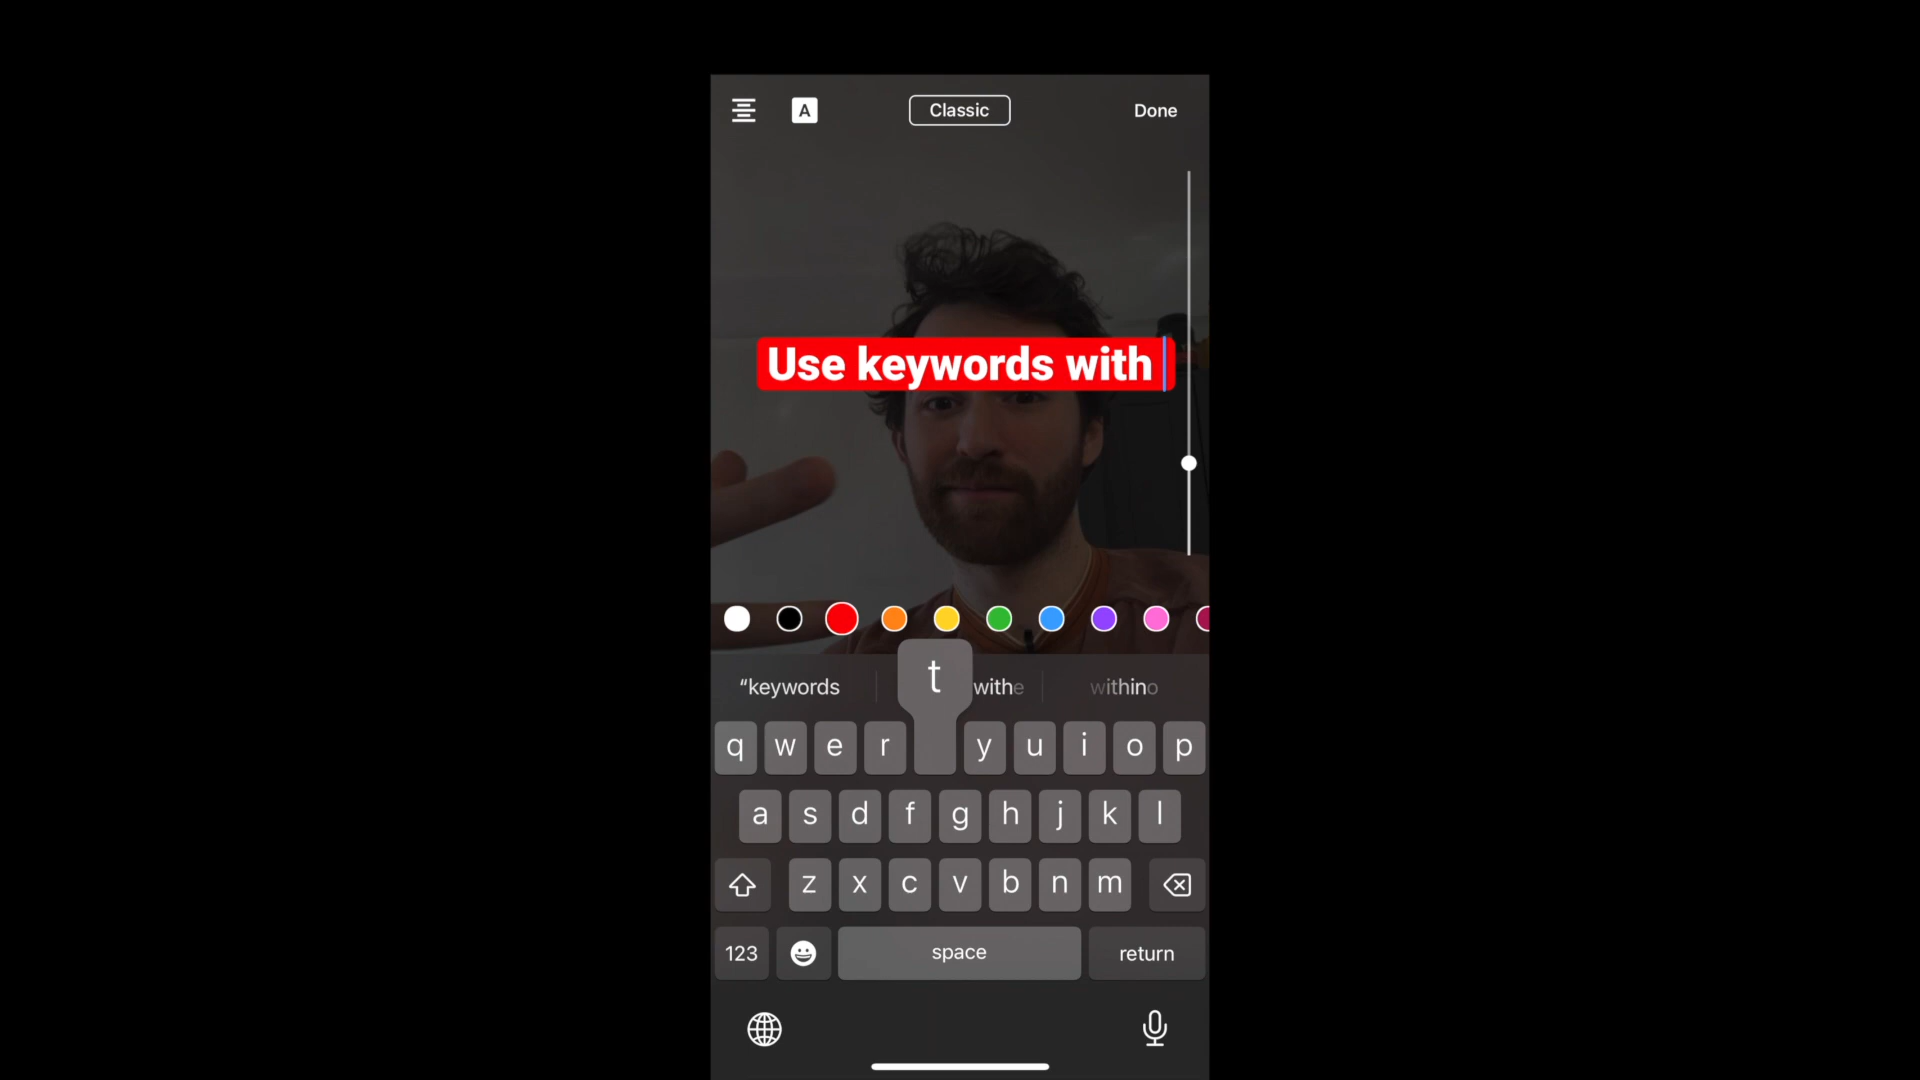 A
Classic
Done
Use keywords with
“keywords
withe
withino
t
q w e r y u i o p
a s d f g h j k l
z x c v b n m
123
space
return